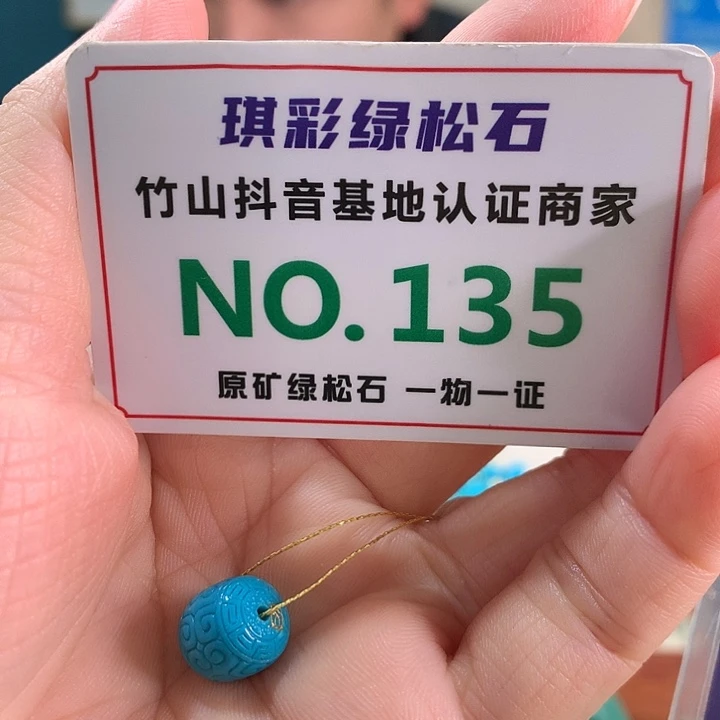 琪彩绿松石
竹山抖音基地认证商家
NO.135
原矿绿松石 一物一证